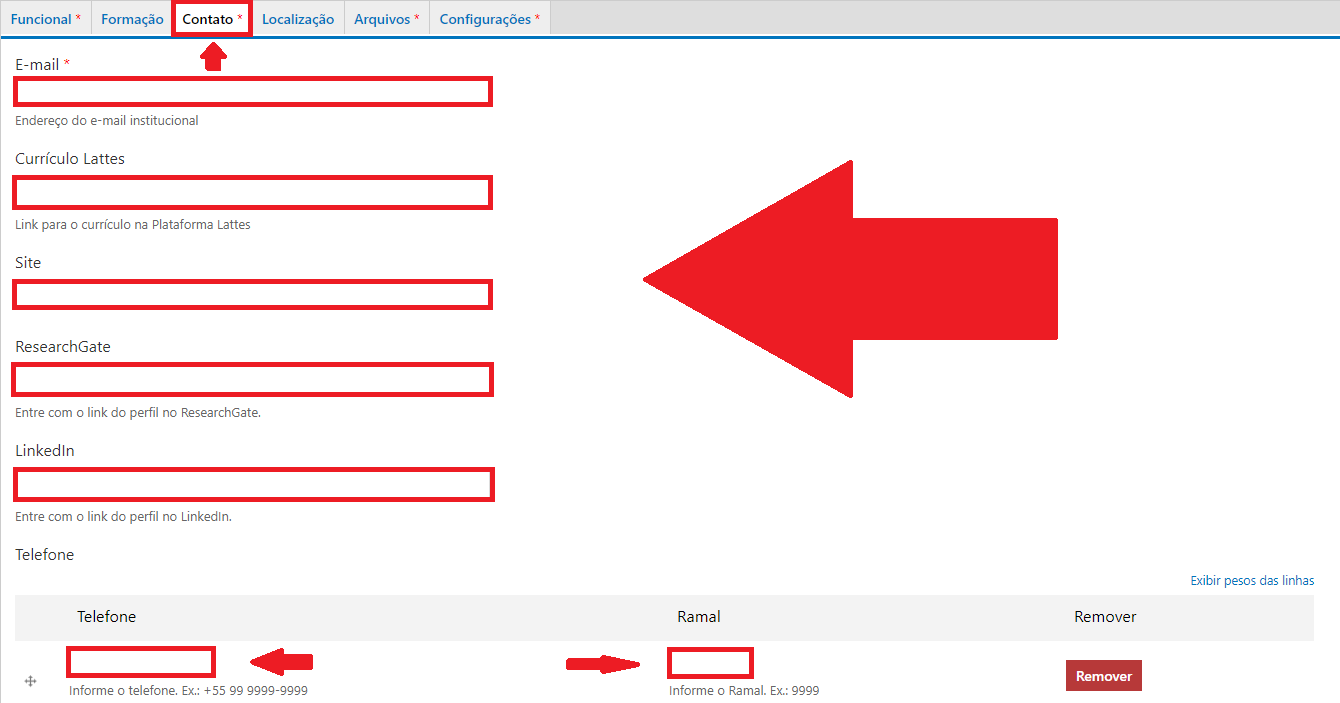 Funcional * Formação Contato * Localização Arquivos * Configurações *
E-mail *
Endereço do e-mail institucional
Currículo Lattes
Link para o currículo na Plataforma Lattes
Site
ResearchGate
Entre com o link do perfil no ResearchGate.
LinkedIn
Entre com o link do perfil no LinkedIn.
Telefone
Exibir pesos das linhas
Telefone Ramal Remover
Remover
Informe o telefone. Ex.: +55 99 9999-9999 Informe o Ramal. Ex.: 9999